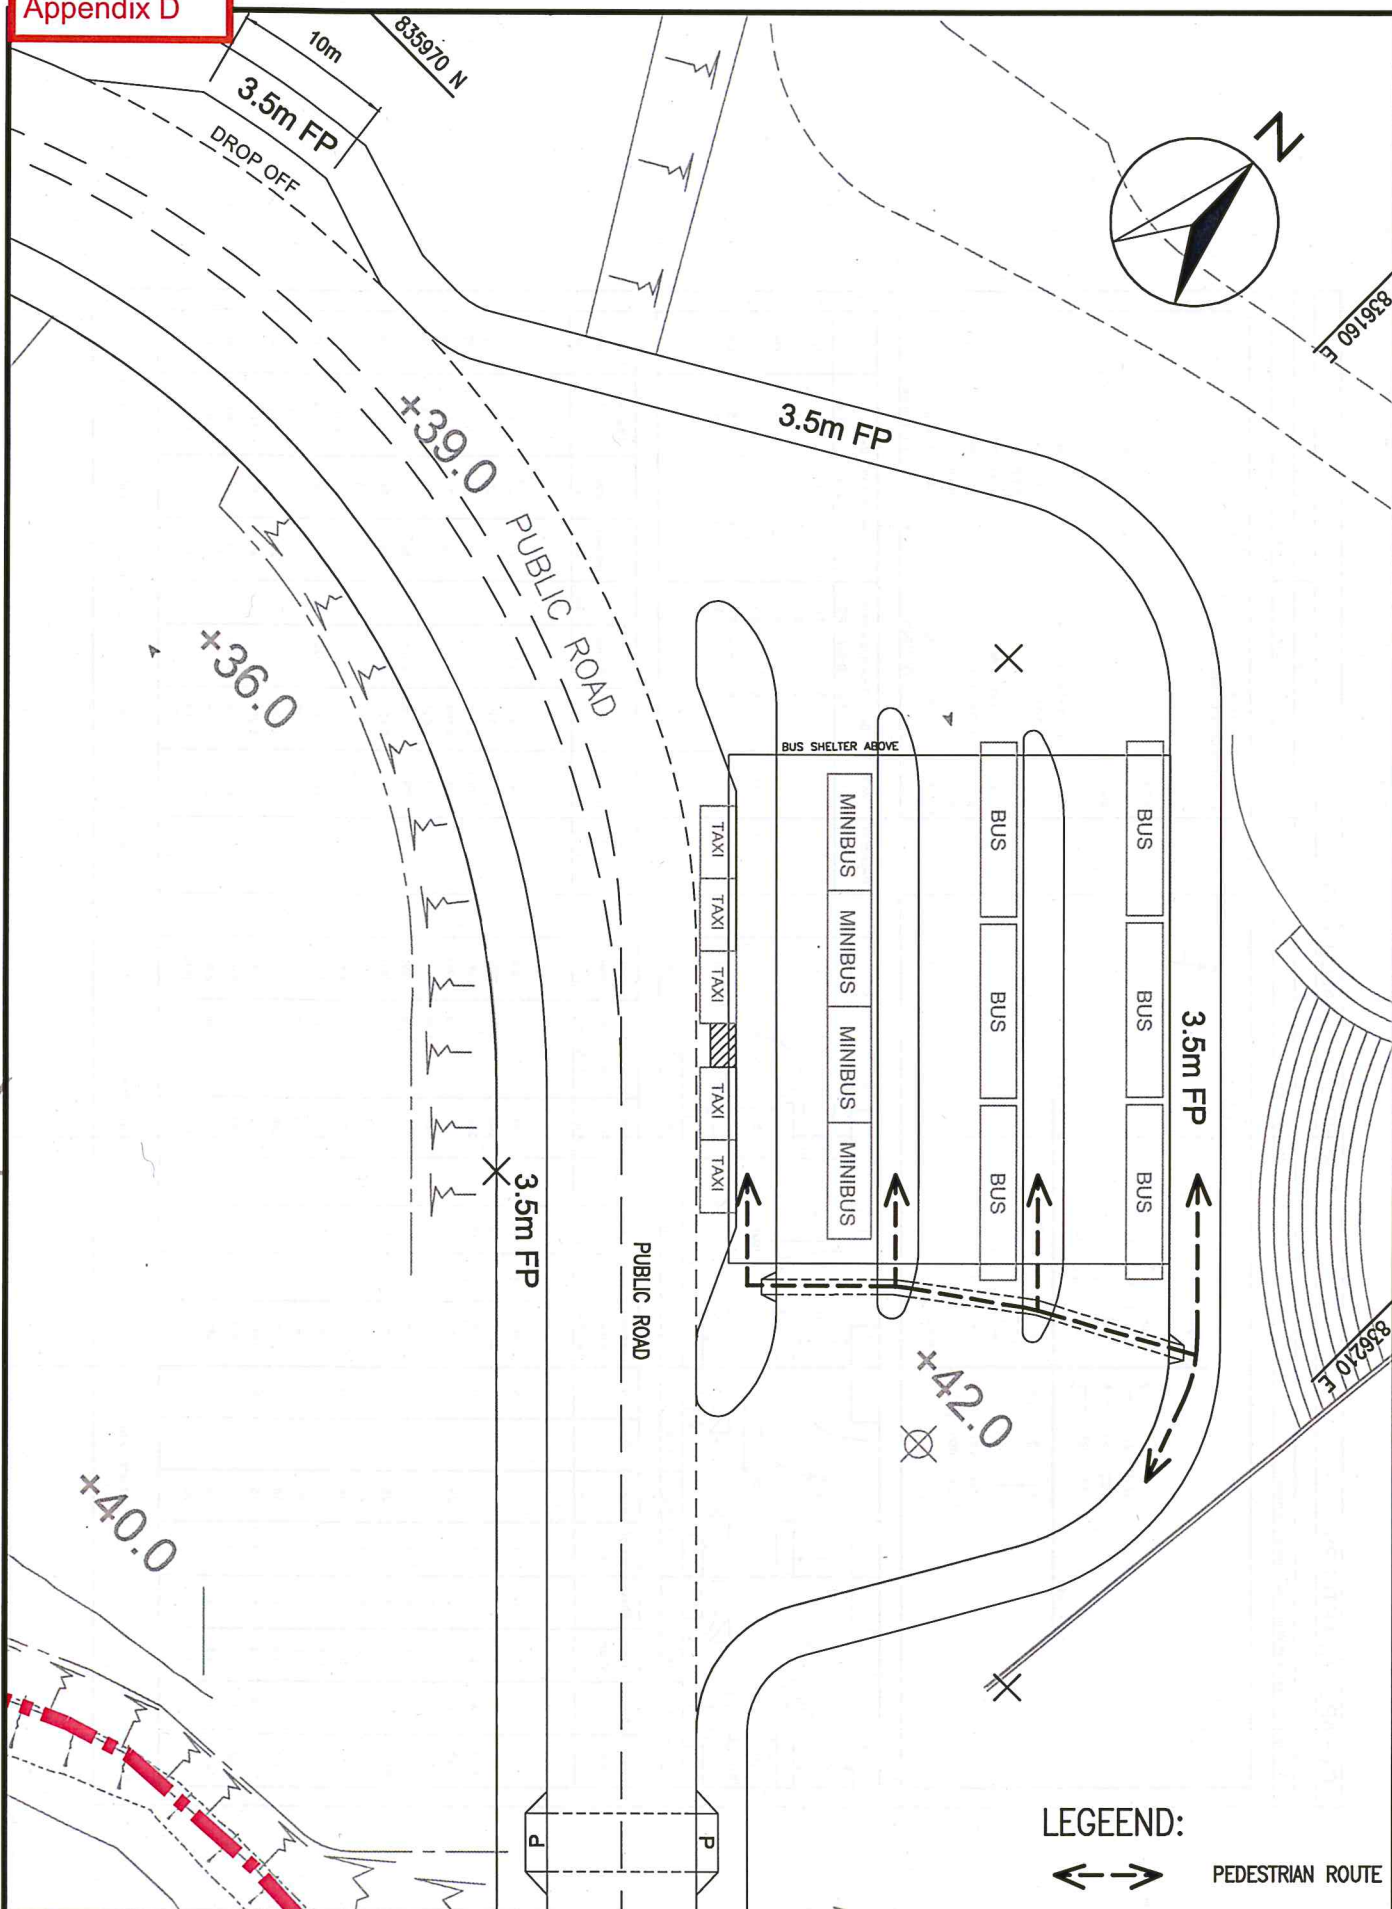 Appendix D
10m
835970 N
3.5m FP
DROP OFF
N
836160 E
3.5m FP
+39.0
PUBLIC ROAD
+36.0
BUS SHELTER ABOVE
TAXI
TAXI
TAXI
TAXI
TAXI
MINIBUS
MINIBUS
MINIBUS
MINIBUS
BUS
BUS
BUS
BUS
BUS
BUS
3.5m FP
3.5m FP
PUBLIC ROAD
836210 E
+42.0
+40.0
P
P
LEGEEND:
PEDESTRIAN ROUTE